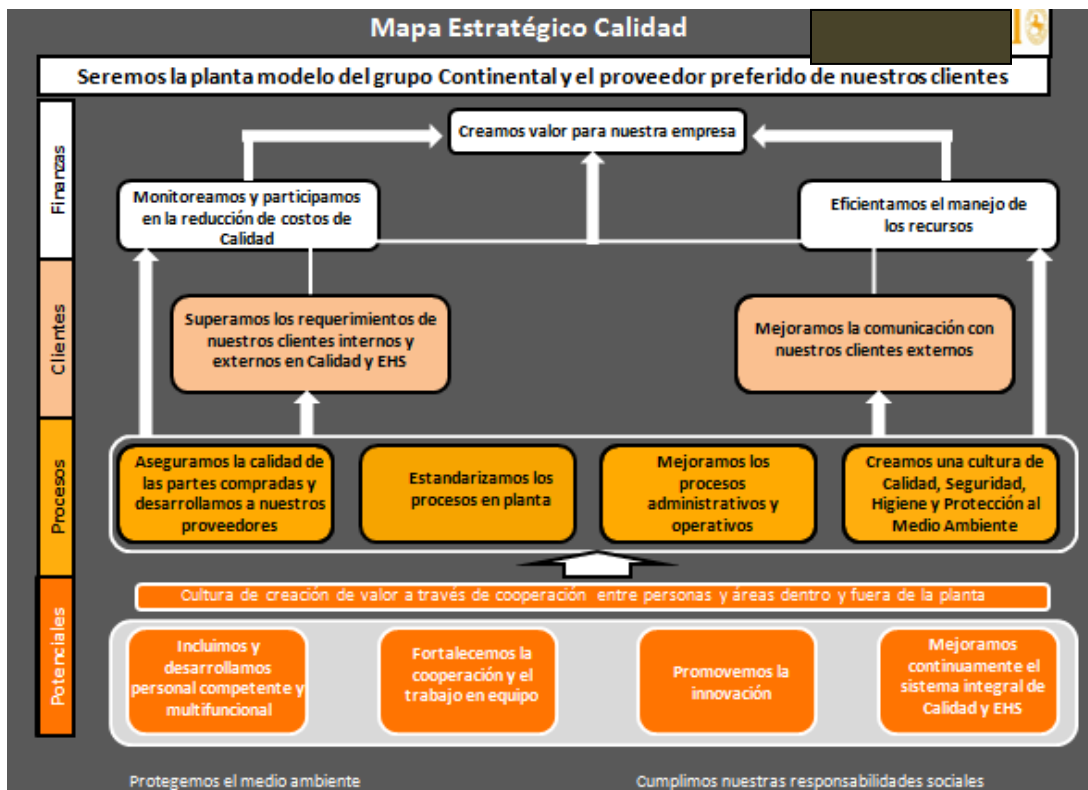 Mapa Estratégico Calidad
Seremos la planta modelo del grupo Continental y el proveedor preferido de nuestros clientes
Finanzas
Creamos valor para nuestra empresa
Monitoreamos y participamos
en la reducción de costos de
Calidad
Eficientamos el manejo de
los recursos
Clientes
Superamos los requerimientos de
nuestros clientes internos y
externos en Calidad y EHS
Mejoramos la comunicación con
nuestros clientes externos
Procesos
Aseguramos la calidad de
las partes compradas y
desarrollamos a nuestros
proveedores
Estandarizamos los
procesos en planta
Mejoramos los
procesos
administrativos y
operativos
Creamos una cultura de
Calidad, Seguridad,
Higiene y Protección al
Medio Ambiente
Potenciales
Cultura de creación de valor a través de cooperación entre personas y áreas dentro y fuera de la planta
Incluimos y
desarrollamos
personal competente y
multifuncional
Fortalecemos la
cooperación y el
trabajo en equipo
Promovemos la
innovación
Mejoramos
continuamente el
sistema integral de
Calidad y EHS
Protegemos el medio ambiente
Cumplimos nuestras responsabilidades sociales